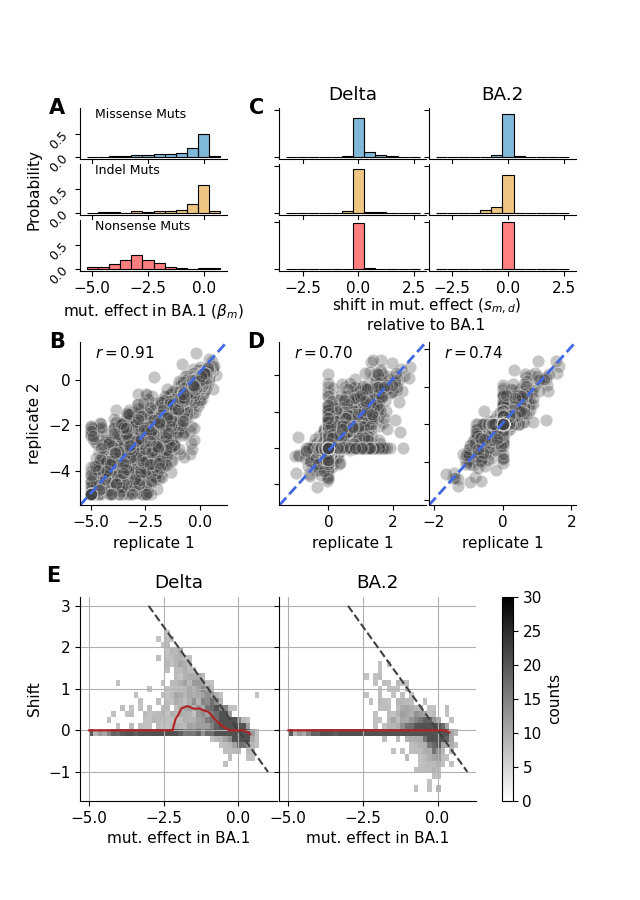 A
C
Delta
BA.2
Missense Muts
Indel Muts
Nonsense Muts
Probability
0.5
0.0
0.5
0.0
0.5
0.0
−5.0 −2.5 0.0
−2.5 0.0 2.5
−2.5 0.0 2.5
mut. effect in BA.1 (βm)
shift in mut. effect (sm, d)
relative to BA.1
B
D
r = 0.91
r = 0.70
r = 0.74
replicate 2
0
−2
−4
−5.0 −2.5 0.0
0 2
−2 0 2
replicate 1
replicate 1
replicate 1
E
Delta
BA.2
Shift
3
2
1
0
−1
−5.0 −2.5 0.0
−5.0 −2.5 0.0
mut. effect in BA.1
mut. effect in BA.1
30
25
20
15
10
5
0
counts